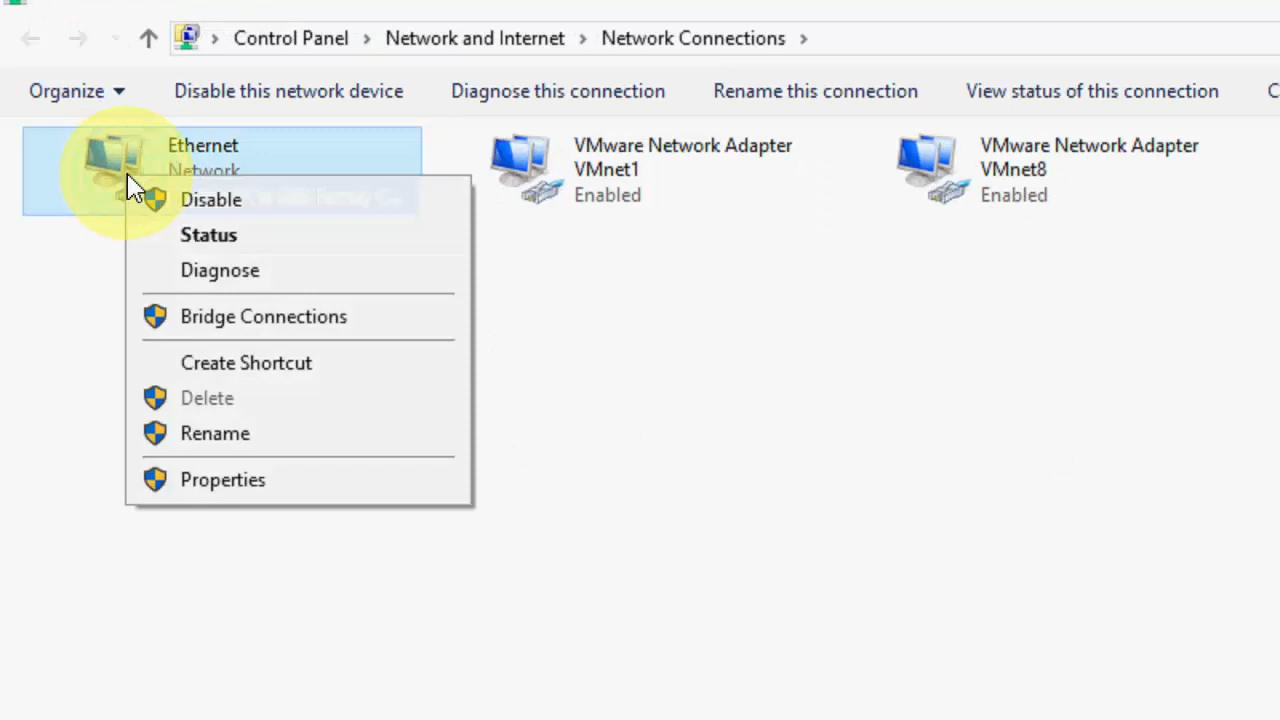 Control Panel > Network and Internet > Network Connections >
Organize Disable this network device Diagnose this connection Rename this connection View status of this connection
Ethernet
Network
VMware Network Adapter
VMnet1
Enabled
VMware Network Adapter
VMnet8
Enabled
Disable
Status
Diagnose
Bridge Connections
Create Shortcut
Delete
Rename
Properties